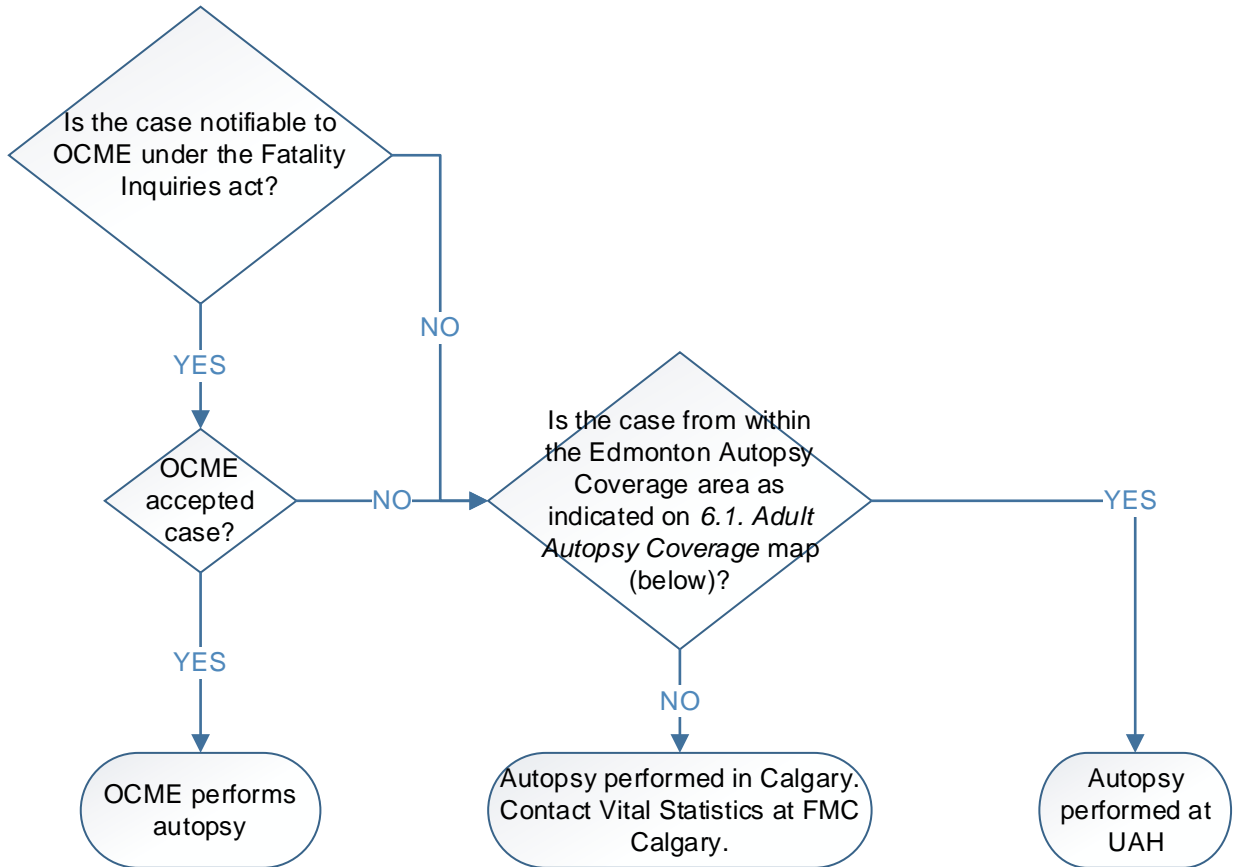 Is the case notifiable to
OCME under the Fatality
Inquiries act?
NO
YES
Is the case from within
the Edmonton Autopsy
Coverage area as
indicated on 6.1. Adult
Autopsy Coverage map
(below)?
OCME
accepted
case?
NO
YES
YES
NO
OCME performs
autopsy
Autopsy performed in Calgary.
Contact Vital Statistics at FMC
Calgary.
Autopsy
performed at
UAH